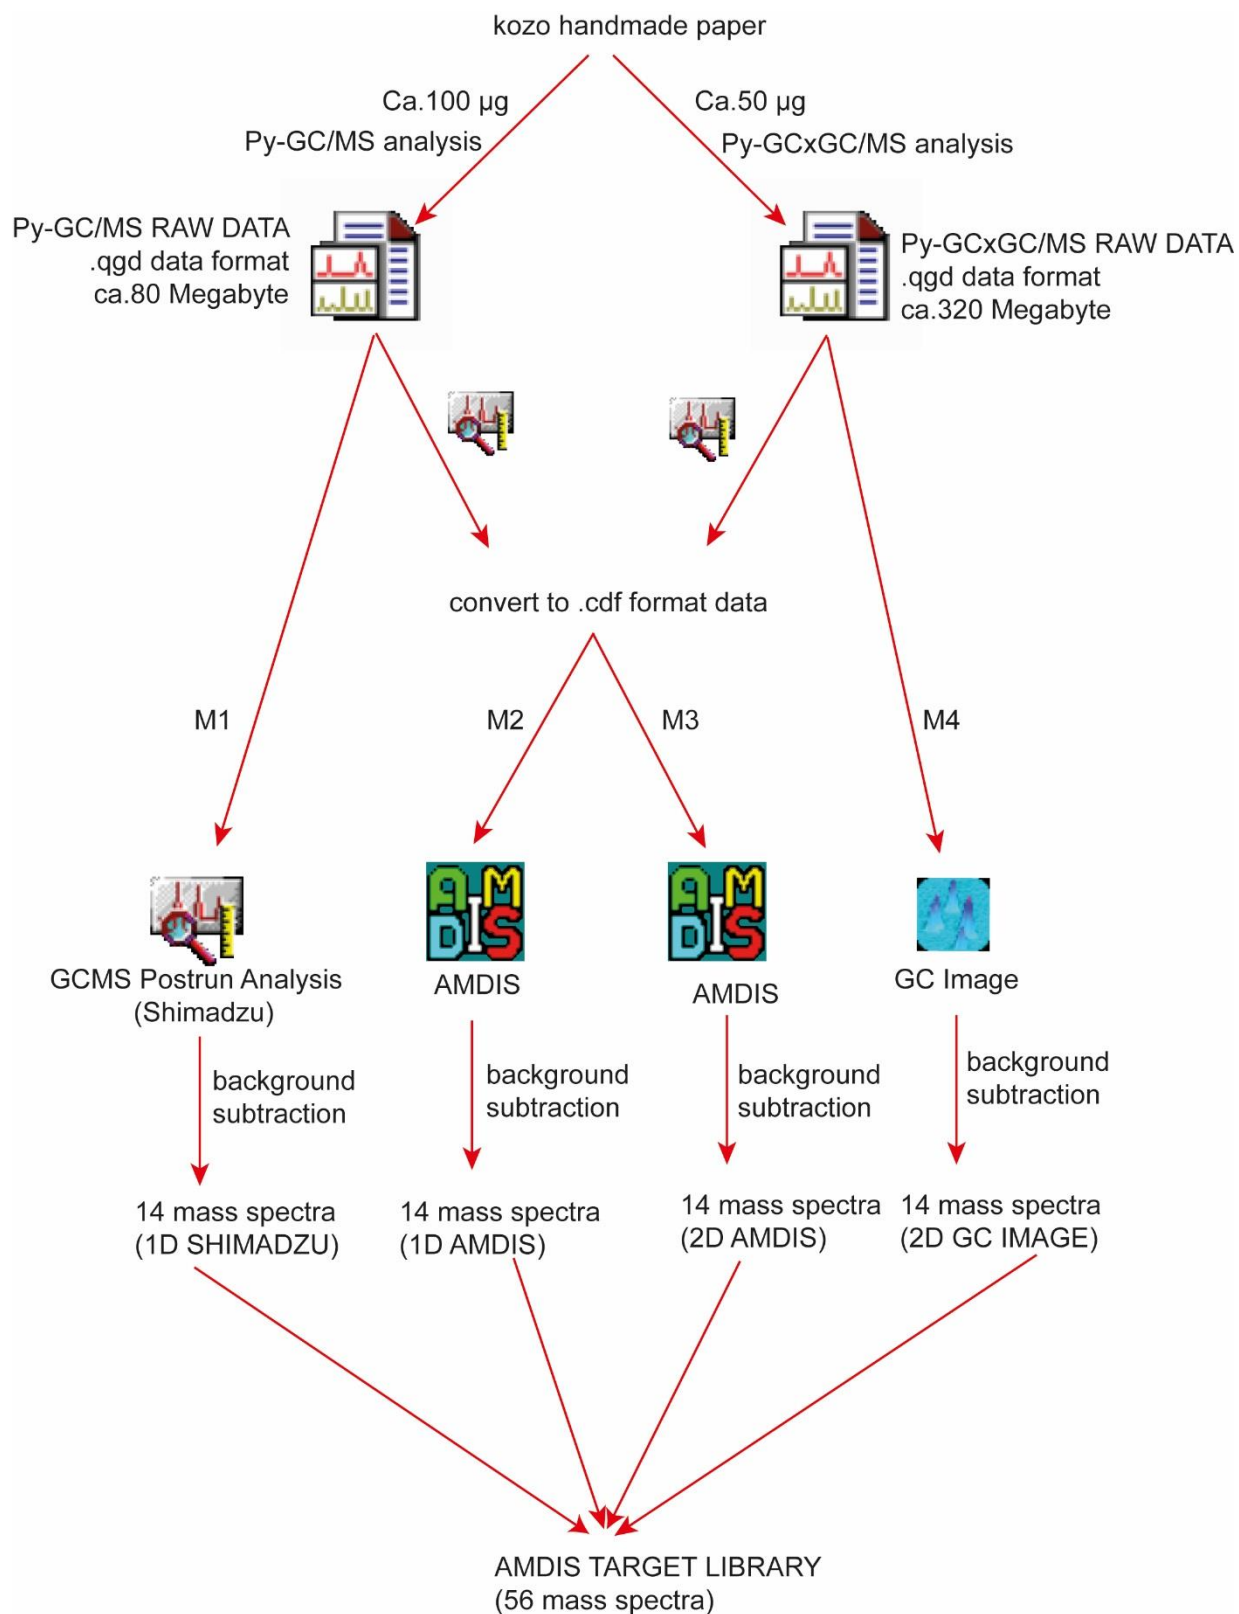 kozo handmade paper
Ca.100 µg
Py-GC/MS analysis
Ca.50 µg
Py-GCxGC/MS analysis
Py-GC/MS RAW DATA
.qgd data format
ca.80 Megabyte
Py-GCxGC/MS RAW DATA
.qgd data format
ca.320 Megabyte
convert to .cdf format data
M1
M2
M3
M4
AMDIS
AMDIS
GCMS Postrun Analysis
(Shimadzu)
AMDIS
AMDIS
GC Image
background
subtraction
background
subtraction
background
subtraction
background
subtraction
14 mass spectra
(1D SHIMADZU)
14 mass spectra
(1D AMDIS)
14 mass spectra
(2D AMDIS)
14 mass spectra
(2D GC IMAGE)
AMDIS TARGET LIBRARY
(56 mass spectra)